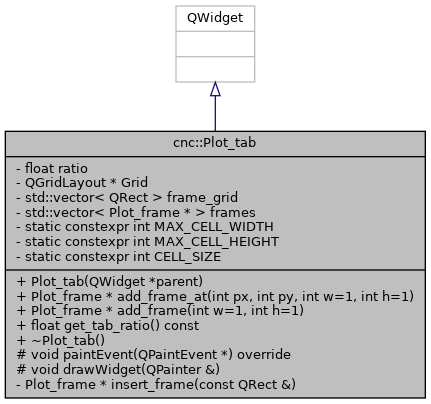 QWidget
cnc::Plot_tab
- float ratio
- QGridLayout * Grid
- std::vector< QRect > frame_grid
- std::vector< Plot_frame * > frames
- static constexpr int MAX_CELL_WIDTH
- static constexpr int MAX_CELL_HEIGHT
- static constexpr int CELL_SIZE
+ Plot_tab(QWidget *parent)
+ Plot_frame * add_frame_at(int px, int py, int w=1, int h=1)
+ Plot_frame * add_frame(int w=1, int h=1)
+ float get_tab_ratio() const
+ ~Plot_tab()
# void paintEvent(QPaintEvent *) override
# void drawWidget(QPainter &)
- Plot_frame * insert_frame(const QRect &)